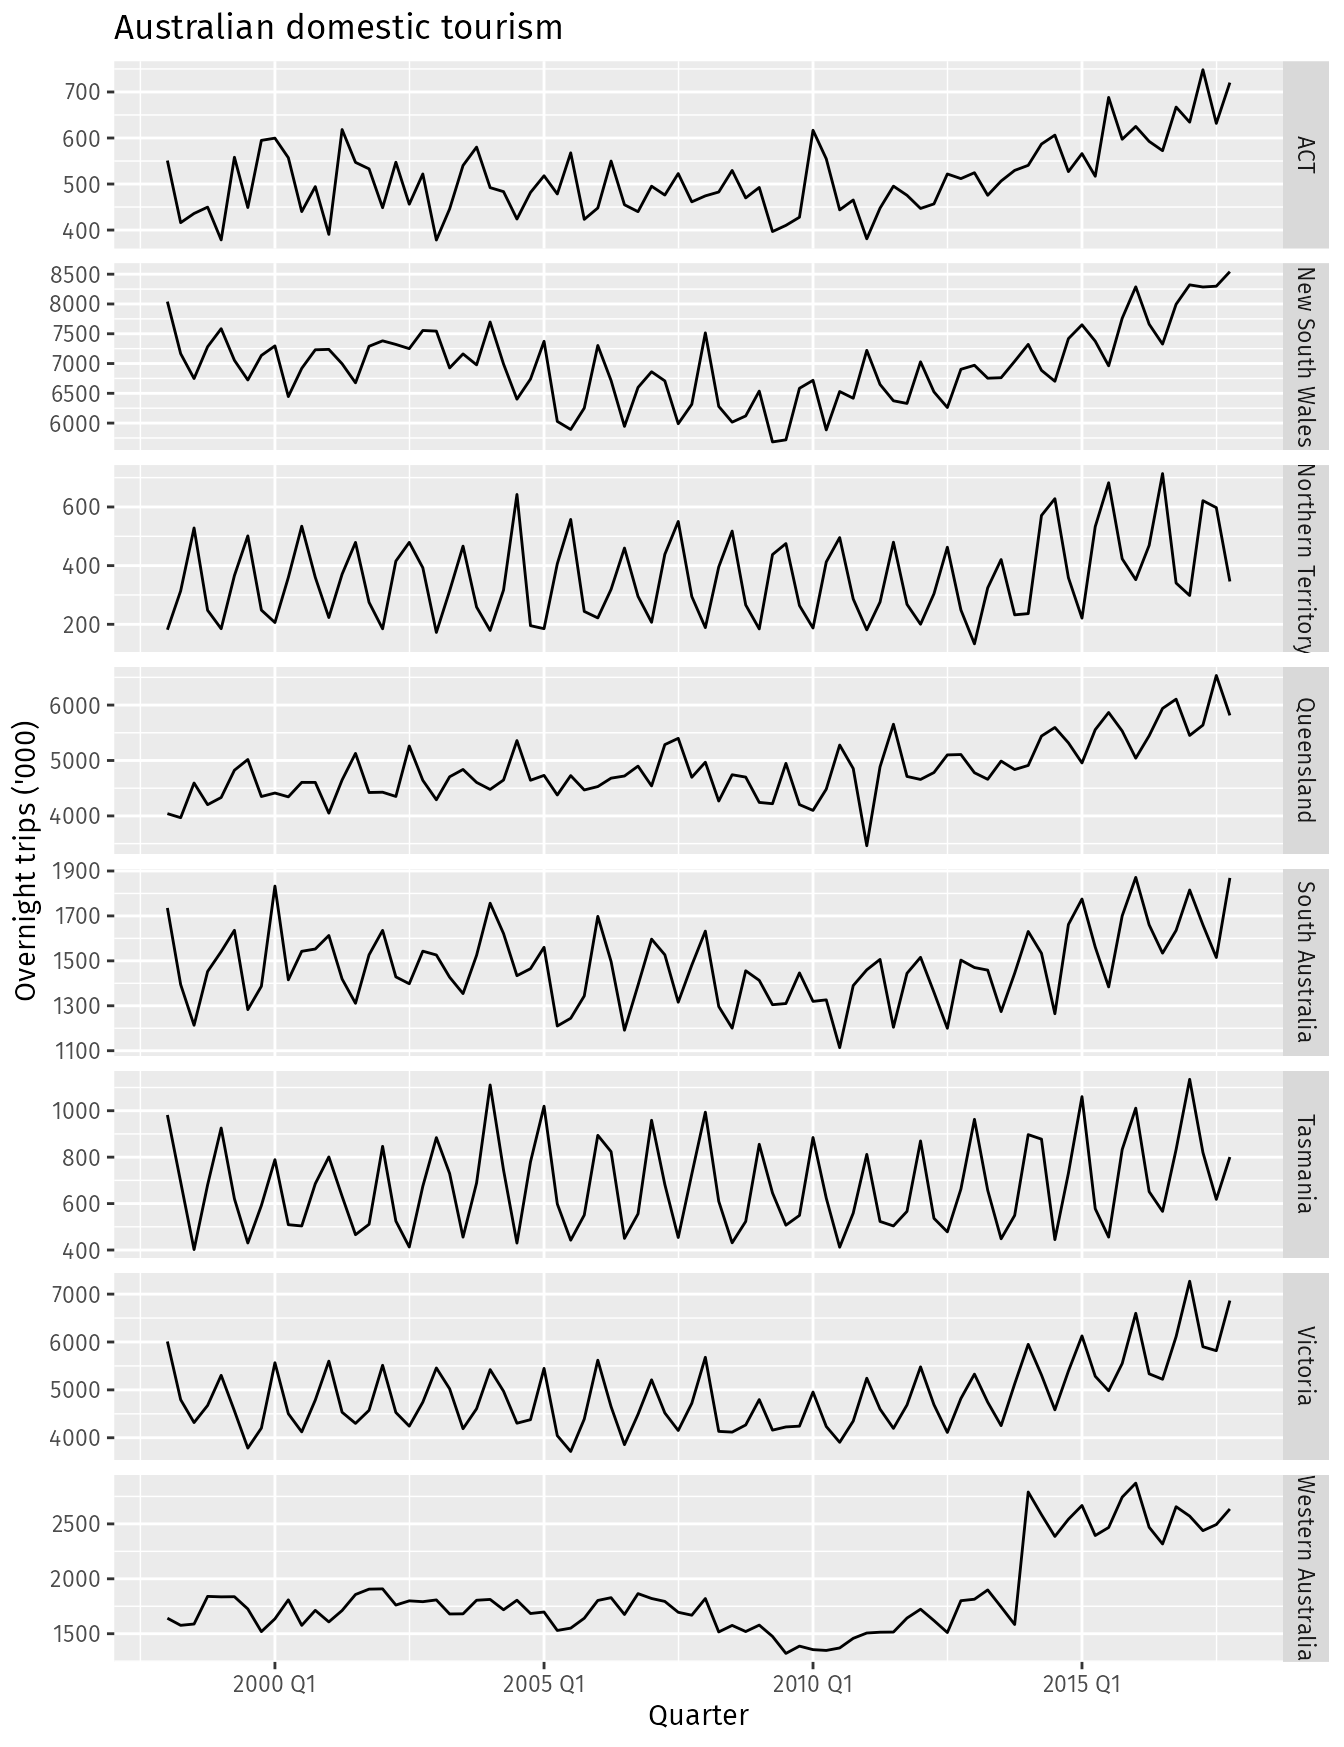 Australian domestic tourism
700
600
500
400
ACT
8500
8000
7500
7000
6500
6000
New South Wales
600
400
200
Northern Territory
6000
5000
4000
Queensland
Overnight trips ('000)
1900
1700
1500
1300
1100
South Australia
1000
800
600
400
Tasmania
7000
6000
5000
4000
Victoria
2500
2000
1500
Western Australia
2000 Q1 2005 Q1 2010 Q1 2015 Q1
Quarter